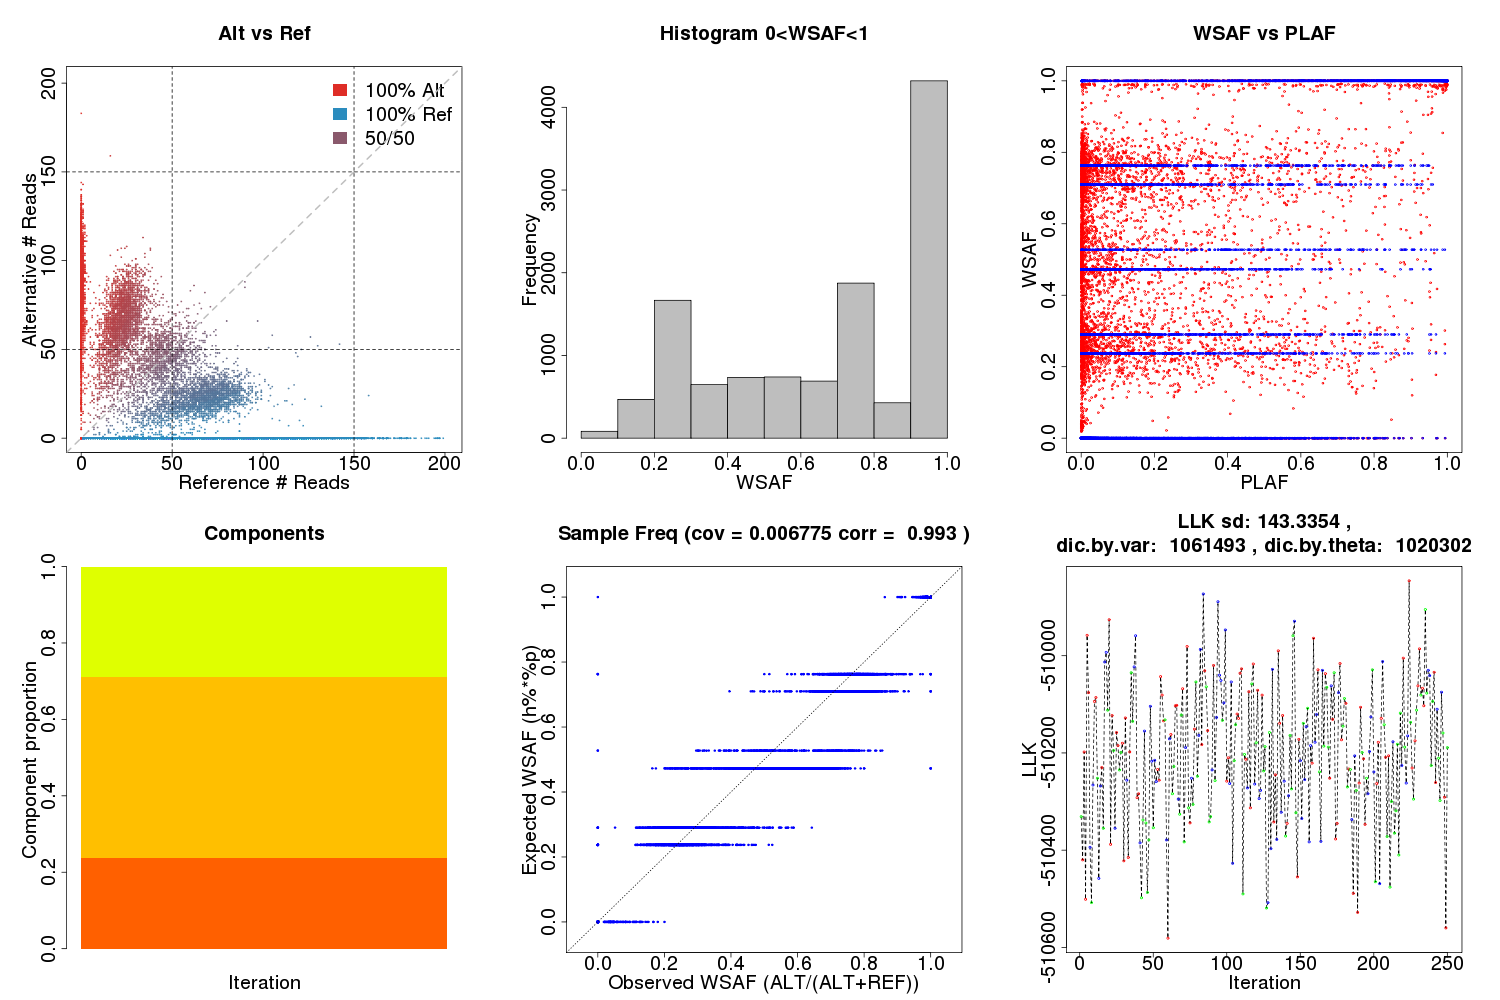 Alt vs Ref
100% Alt
100% Ref
50/50
Alternative # Reads
0 50 100 150 200
0 50 100 150 200
Reference # Reads
Histogram 0<WSAF<1
Frequency
0 1000 2000 3000 4000
0.0 0.2 0.4 0.6 0.8 1.0
WSAF
WSAF vs PLAF
WSAF
0.0 0.2 0.4 0.6 0.8 1.0
0.0 0.2 0.4 0.6 0.8 1.0
PLAF
Components
Component proportion
0.0 0.2 0.4 0.6 0.8 1.0
Iteration
Sample Freq (cov = 0.006775 corr = 0.993 )
Expected WSAF (h%*%p)
0.0 0.2 0.4 0.6 0.8 1.0
0.0 0.2 0.4 0.6 0.8 1.0
Observed WSAF (ALT/(ALT+REF))
LLK sd: 143.3354 ,
dic.by.var: 1061493 , dic.by.theta: 1020302
LLK
-510600 -510400 -510200 -510000
0 50 100 150 200 250
Iteration